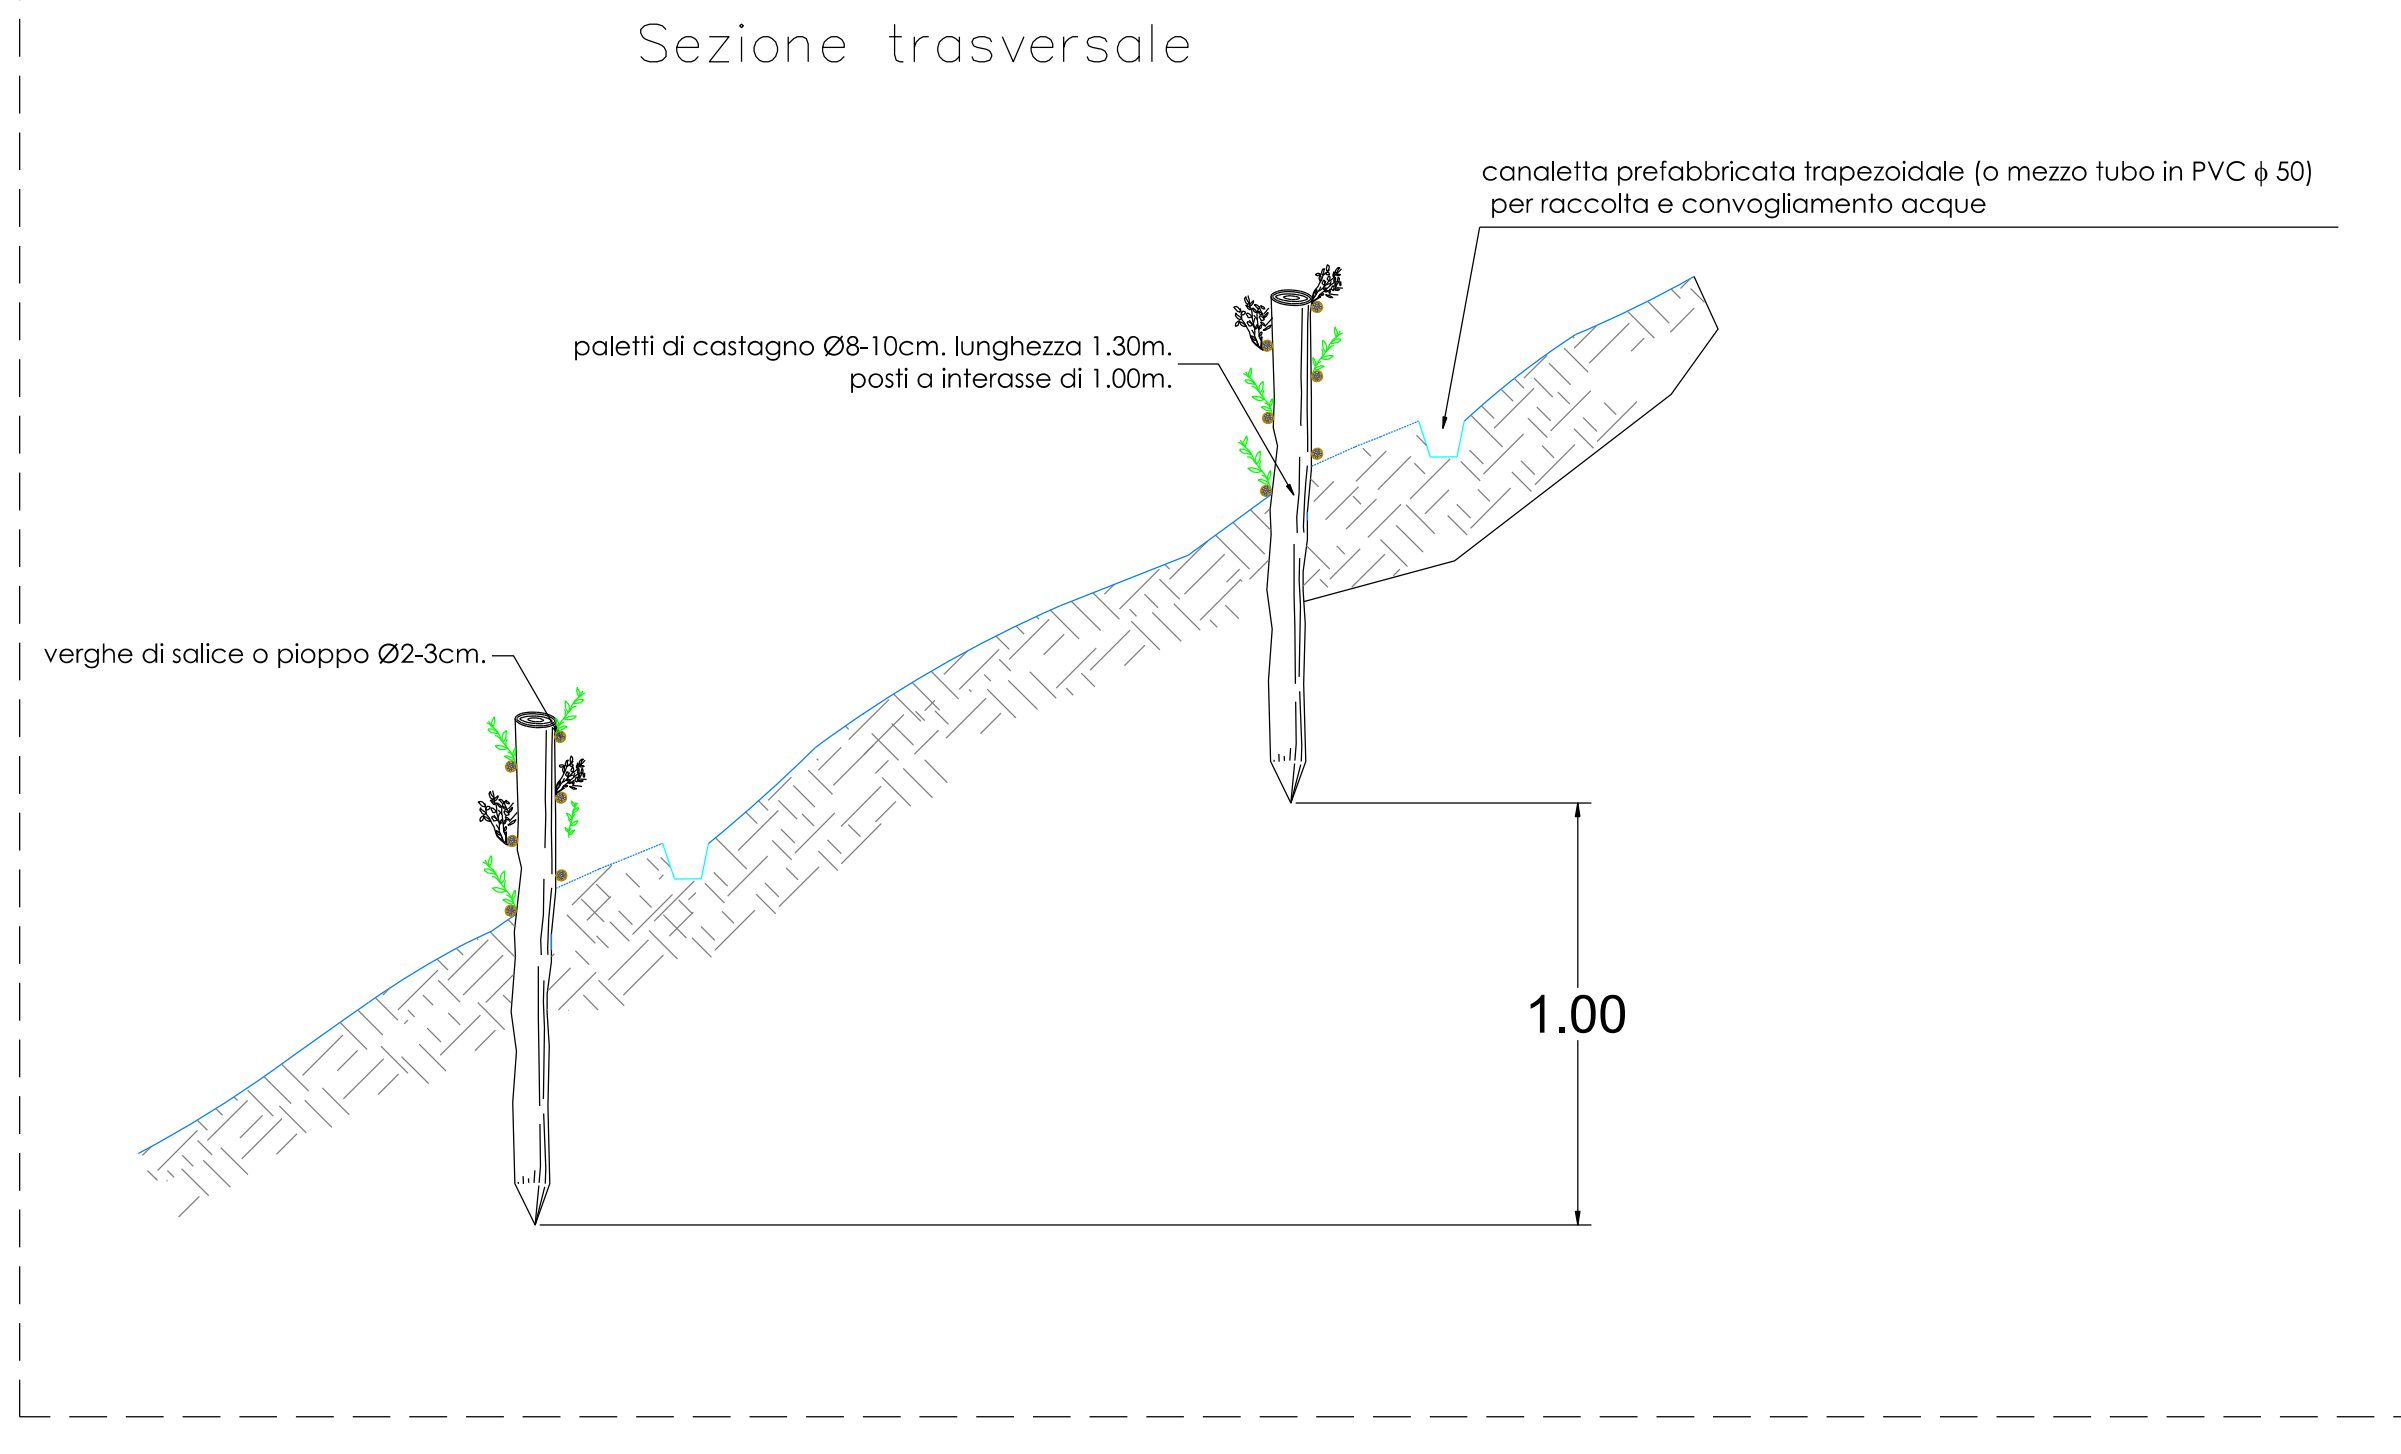 Sezione trasversale
canaletta prefabbricata trapezoidale (o mezzo tubo in PVC ϕ 50)
per raccolta e convogliamento acque
paletti di castagno Ø8-10cm. lunghezza 1.30m.
posti a interasse di 1.00m.
verghe di salice o pioppo Ø2-3cm.
1.00